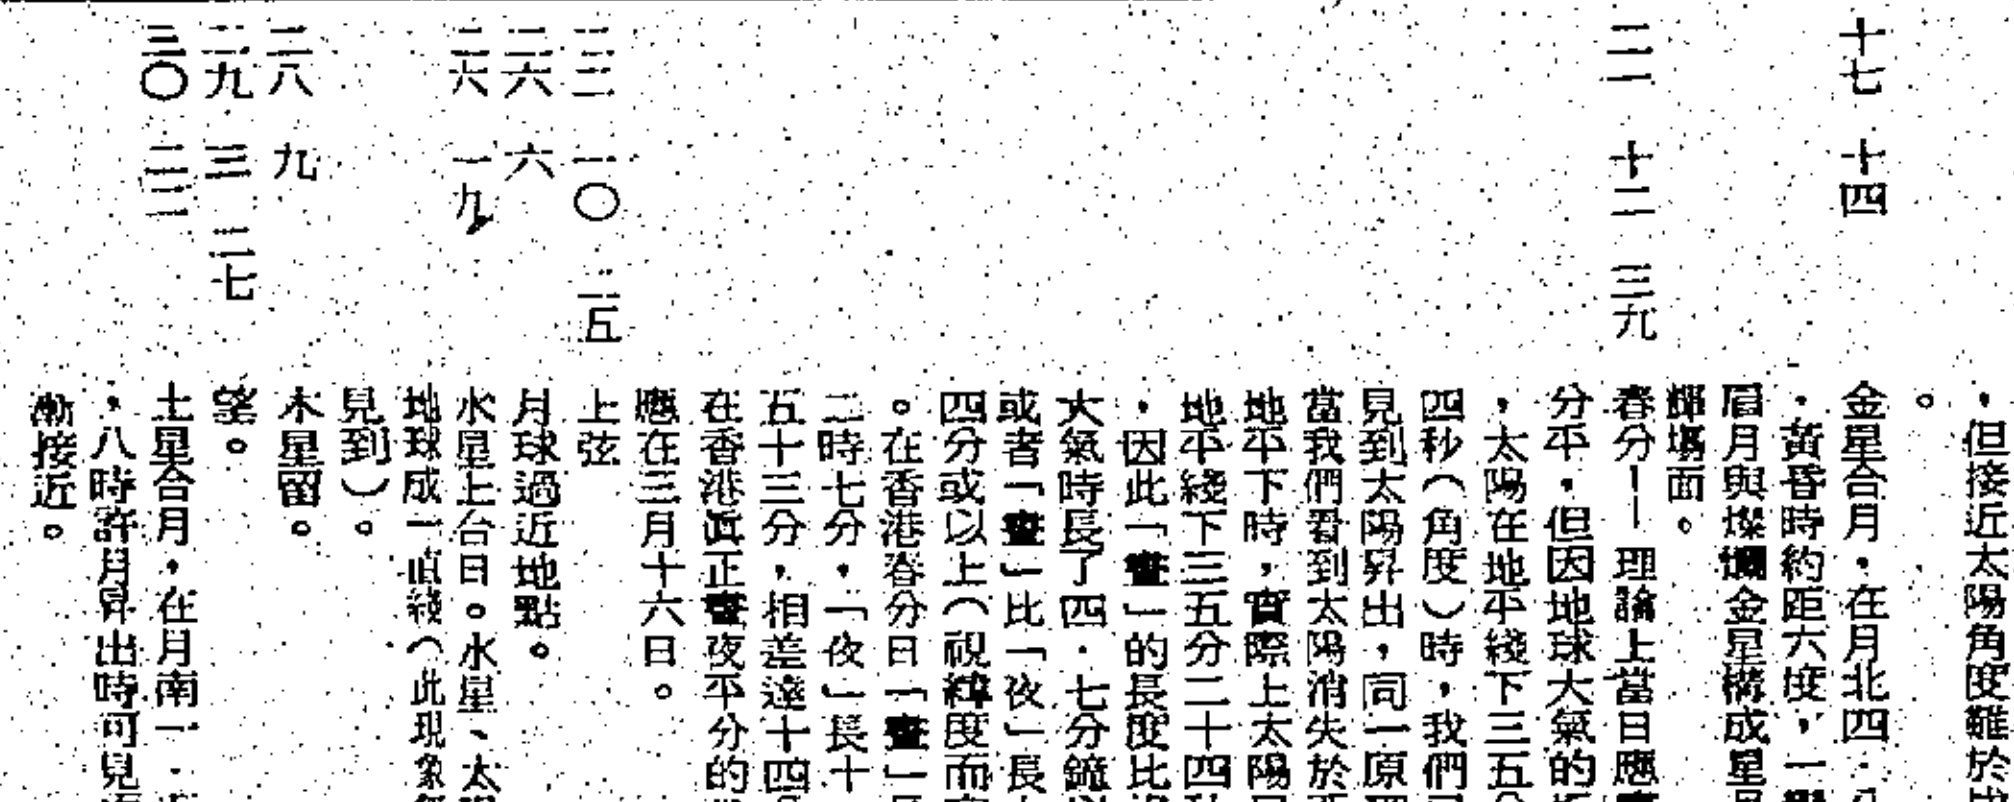 ，但接近太陽角度難於
。
十七　十四　金星合月，在月北四·
，黃昏時約距六度，一
眉月與燦爛金星構成星
輝場面。
二一　十二　三九　春分——理論上當日應
分平，但因地球大氣的
，太陽在地平綫下三五
四秒（角度）時，我們
見到太陽昇出，同一原
當我們看到太陽消失於
地平下時，實際上太陽
地平綫下三五分二十四
，因此「晝」的長度比
大氣時長了四·七分鐘
或者「晝」比「夜」長
四分或以上（視緯度而
。在香港春分日「晝」
二時七分，「夜」長十
五十三分，相差達十四
在香港眞正晝夜平分的
應在三月十六日。
一〇　二五　上弦
二六　六　月球過近地點。
二六　一九　水星上台日。水星、太
地球成一直綫（此現象
見到）。
二八　九　木星留。
二九　三　二七　望。
三〇　土星合月，在月南一·
，八時許月昇出時可見
漸接近。